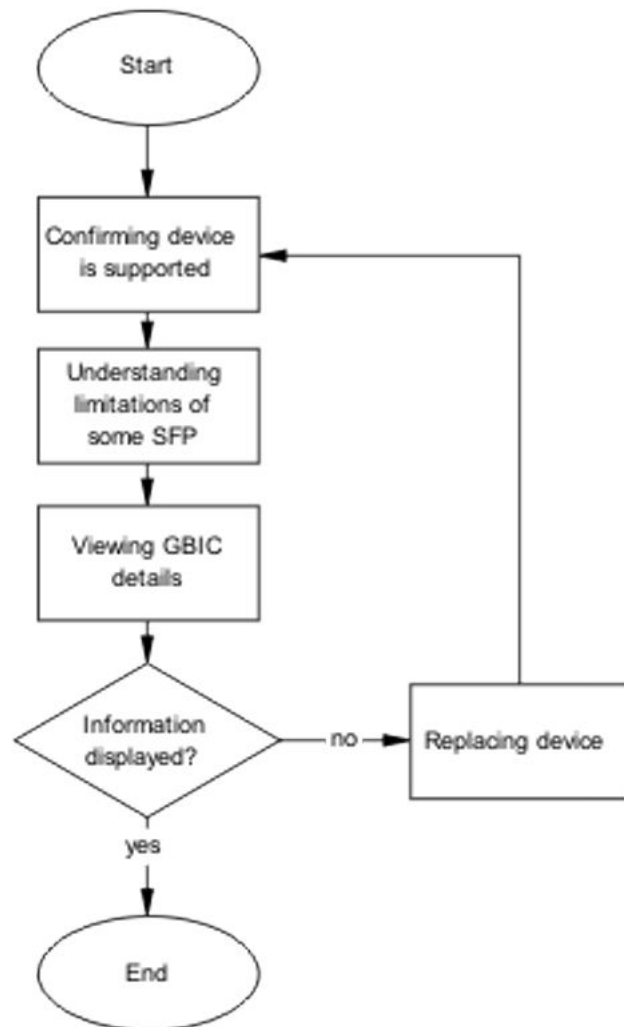 Start
Confirming device
is supported
Understanding
limitations of
some SFP
Viewing GBIC
details
Information
displayed?
no
Replacing device
yes
End